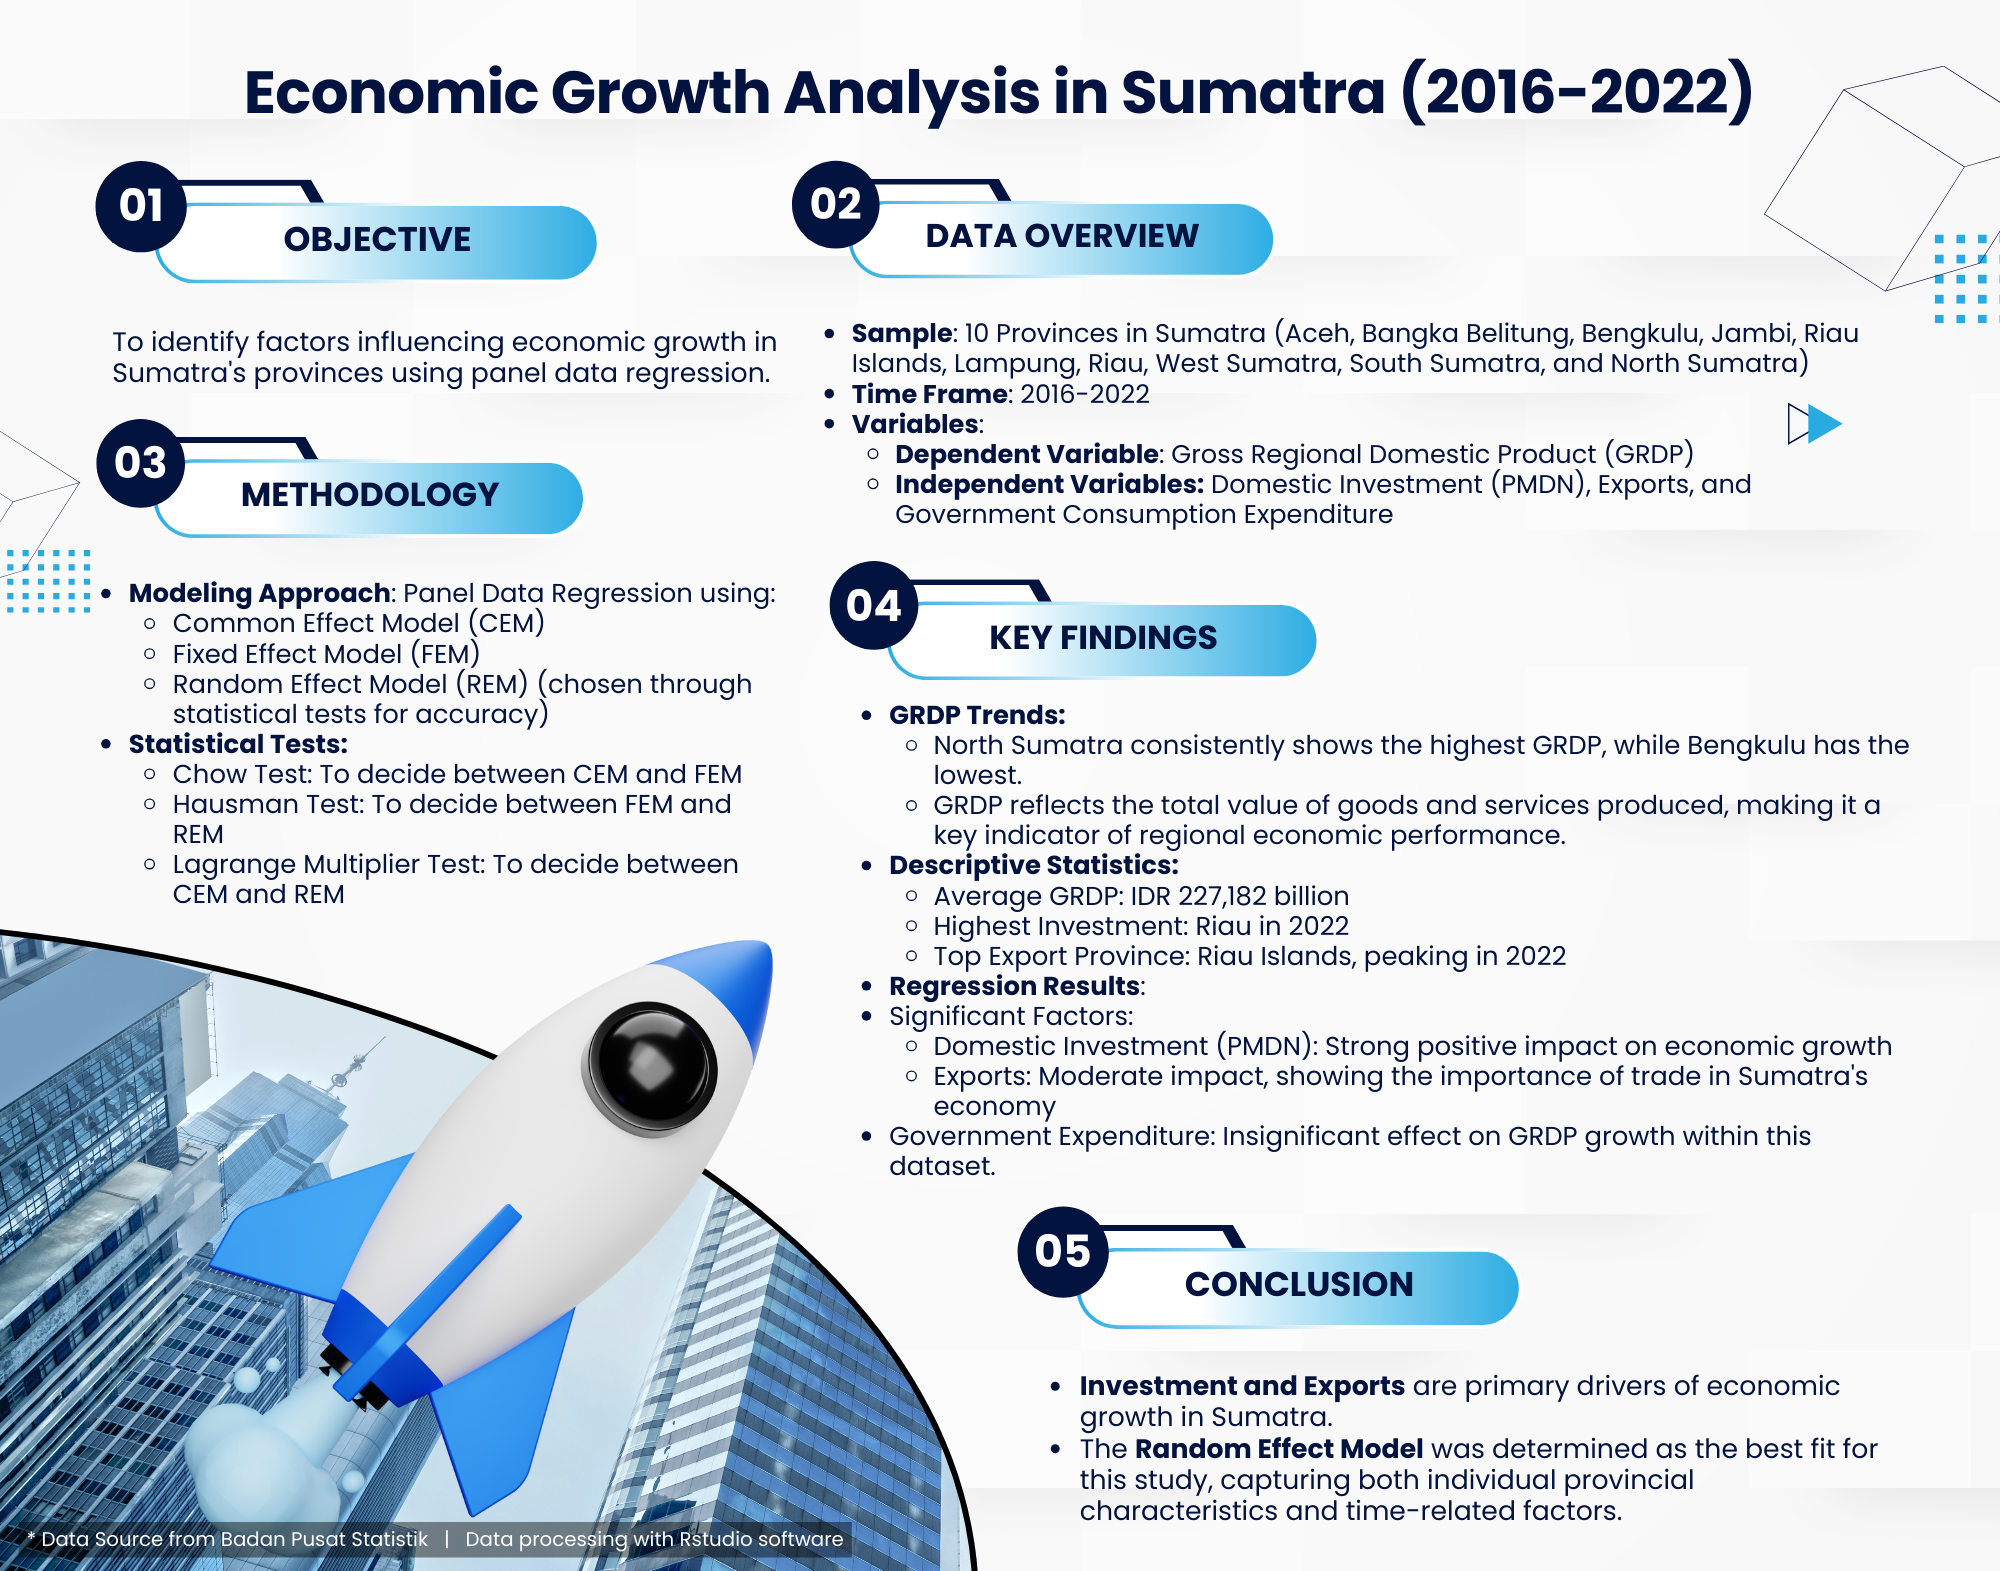 Economic Growth Analysis in Sumatra (2016-2022)
01
OBJECTIVE
To identify factors influencing economic growth in
Sumatra's provinces using panel data regression.
02
DATA OVERVIEW
• Sample: 10 Provinces in Sumatra (Aceh, Bangka Belitung, Bengkulu, Jambi, Riau
Islands, Lampung, Riau, West Sumatra, South Sumatra, and North Sumatra)
• Time Frame: 2016-2022
• Variables:
○ Dependent Variable: Gross Regional Domestic Product (GRDP)
○ Independent Variables: Domestic Investment (PMDN), Exports, and
Government Consumption Expenditure
03
METHODOLOGY
• Modeling Approach: Panel Data Regression using:
○ Common Effect Model (CEM)
○ Fixed Effect Model (FEM)
○ Random Effect Model (REM) (chosen through
statistical tests for accuracy)
• Statistical Tests:
○ Chow Test: To decide between CEM and FEM
○ Hausman Test: To decide between FEM and
REM
○ Lagrange Multiplier Test: To decide between
CEM and REM
04
KEY FINDINGS
• GRDP Trends:
○ North Sumatra consistently shows the highest GRDP, while Bengkulu has the
lowest.
○ GRDP reflects the total value of goods and services produced, making it a
key indicator of regional economic performance.
• Descriptive Statistics:
○ Average GRDP: IDR 227,182 billion
○ Highest Investment: Riau in 2022
○ Top Export Province: Riau Islands, peaking in 2022
• Regression Results:
• Significant Factors:
○ Domestic Investment (PMDN): Strong positive impact on economic growth
○ Exports: Moderate impact, showing the importance of trade in Sumatra's
economy
• Government Expenditure: Insignificant effect on GRDP growth within this
dataset.
05
CONCLUSION
• Investment and Exports are primary drivers of economic
growth in Sumatra.
• The Random Effect Model was determined as the best fit for
this study, capturing both individual provincial
characteristics and time-related factors.
* Data Source from Badan Pusat Statistik | Data processing with Rstudio software